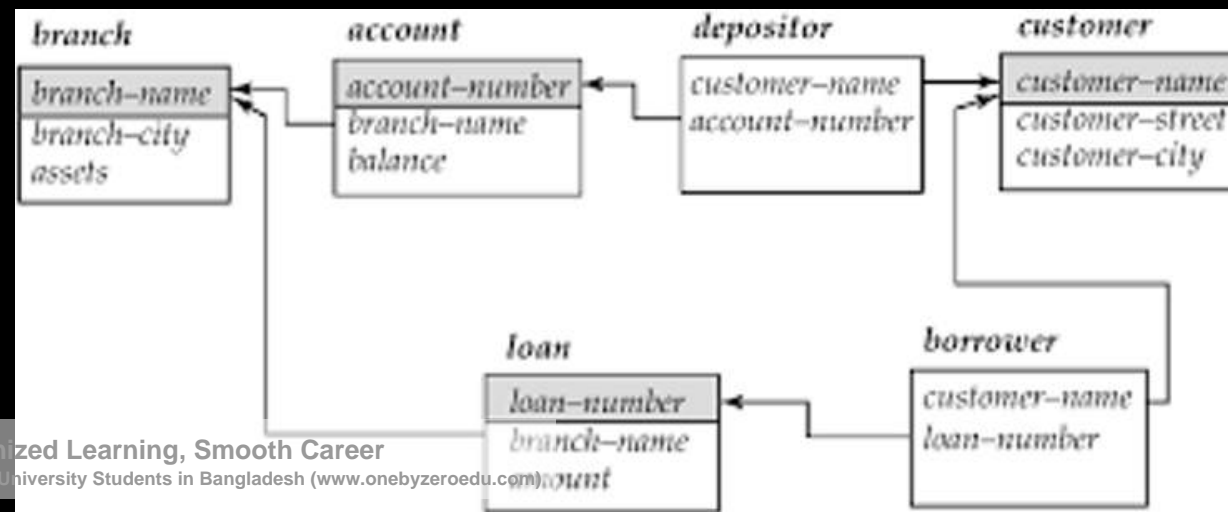 branch
branch–name
branch–city
assets
account
account–number
branch–name
balance
depositor
customer–name
account–number
customer
customer–name
customer–street
customer–city
loan
loan–number
branch–name
amount
borrower
customer–name
loan–number
ized Learning, Smooth Career
University Students in Bangladesh (www.onebyzeroedu.com)